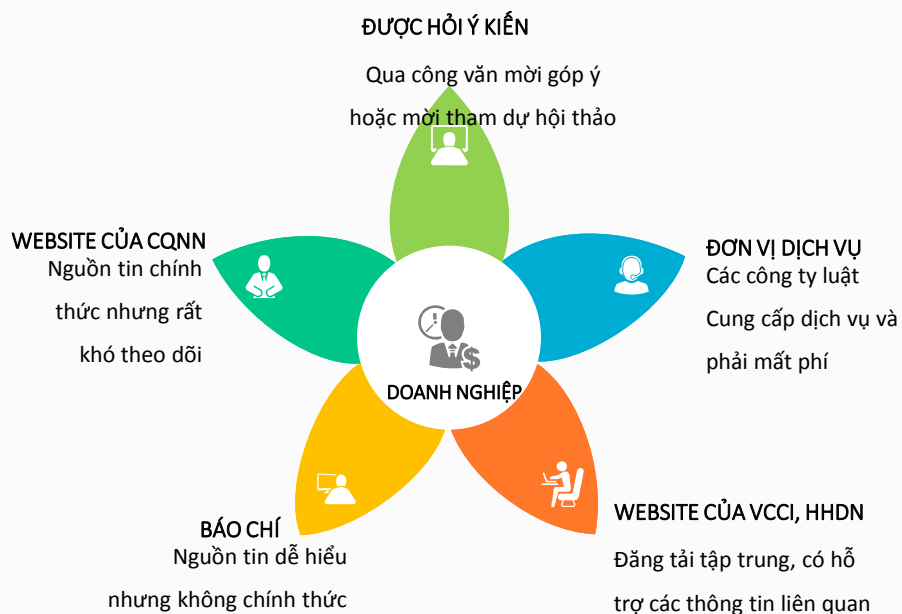 ĐƯỢC HỎI Ý KIẾN
Qua công văn mời góp ý
hoặc mời tham dự hội thảo
WEBSITE CỦA CQNN
Nguồn tin chính
thức nhưng rất
khó theo dõi
ĐƠN VỊ DỊCH VỤ
Các công ty luật
Cung cấp dịch vụ và
phải mất phí
DOANH NGHIỆP
BÁO CHÍ
Nguồn tin dễ hiểu
nhưng không chính thức
WEBSITE CỦA VCCI, HHDN
Đăng tải tập trung, có hỗ
trợ các thông tin liên quan